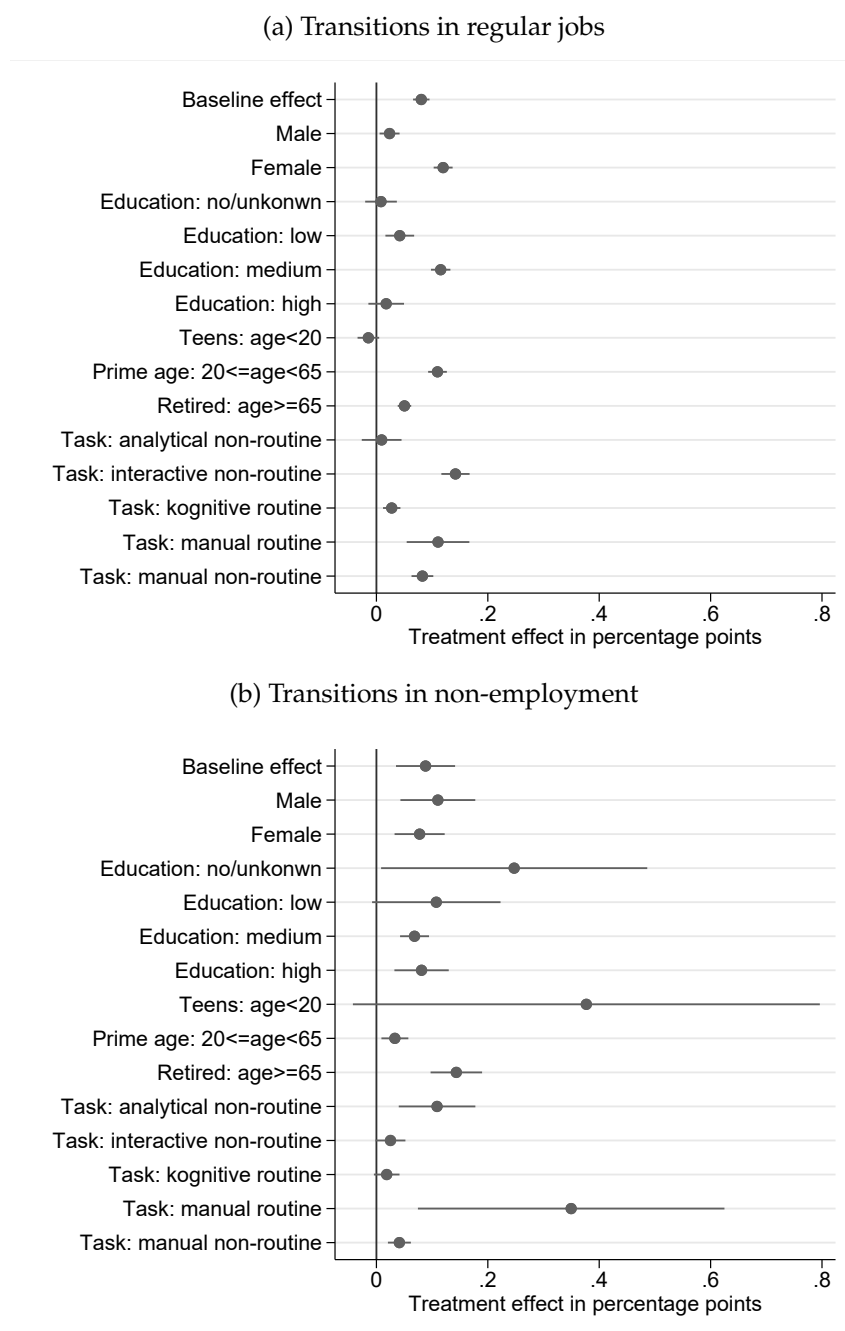 (a) Transitions in regular jobs
Baseline effect
Male
Female
Education: no/unkonwn
Education: low
Education: medium
Education: high
Teens: age<20
Prime age: 20<=age<65
Retired: age>=65
Task: analytical non-routine
Task: interactive non-routine
Task: kognitive routine
Task: manual routine
Task: manual non-routine
0 .2 .4 .6 .8
Treatment effect in percentage points
(b) Transitions in non-employment
Baseline effect
Male
Female
Education: no/unkonwn
Education: low
Education: medium
Education: high
Teens: age<20
Prime age: 20<=age<65
Retired: age>=65
Task: analytical non-routine
Task: interactive non-routine
Task: kognitive routine
Task: manual routine
Task: manual non-routine
0 .2 .4 .6 .8
Treatment effect in percentage points